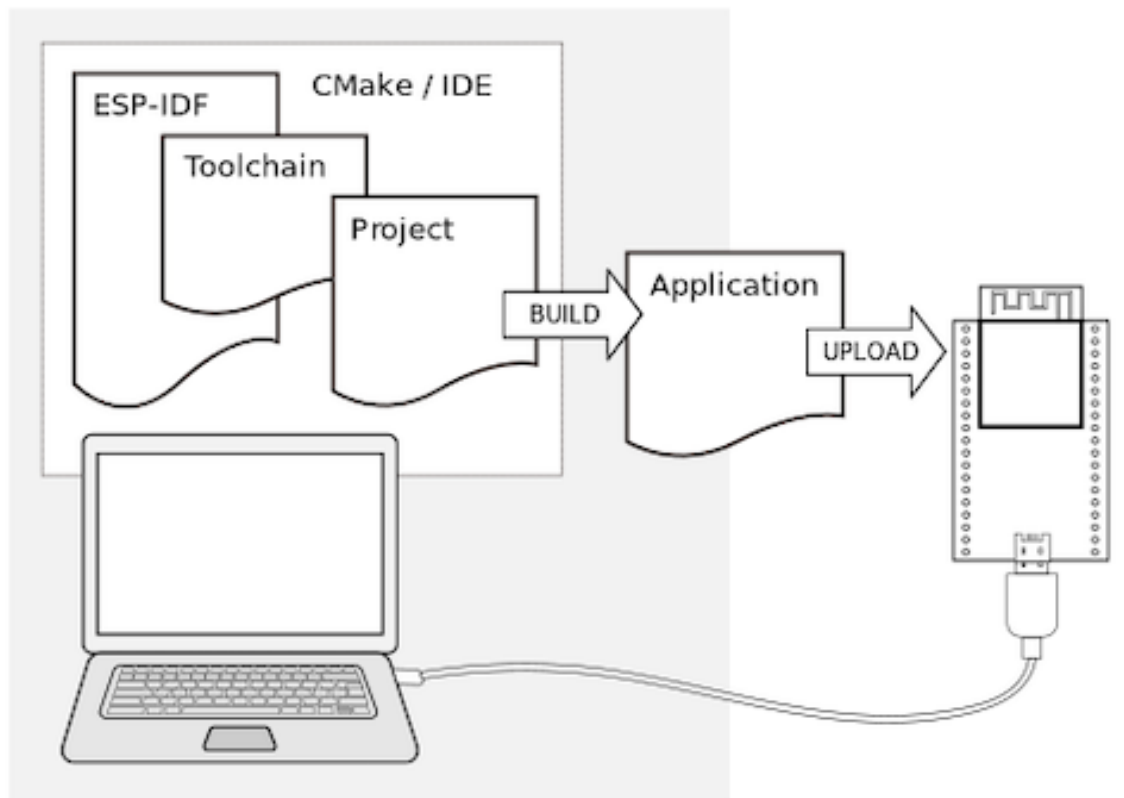 CMake / IDE
ESP-IDF
Toolchain
Project
BUILD
Application
UPLOAD